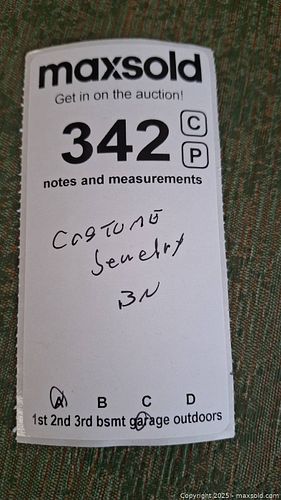 maxsold
Get in on the auction!
342 C
P
notes and measurements
Costume
Jewelry
BN
A B C D
1st 2nd 3rd bsmt garage outdoors
Copyright © 2025 - maxsold.com